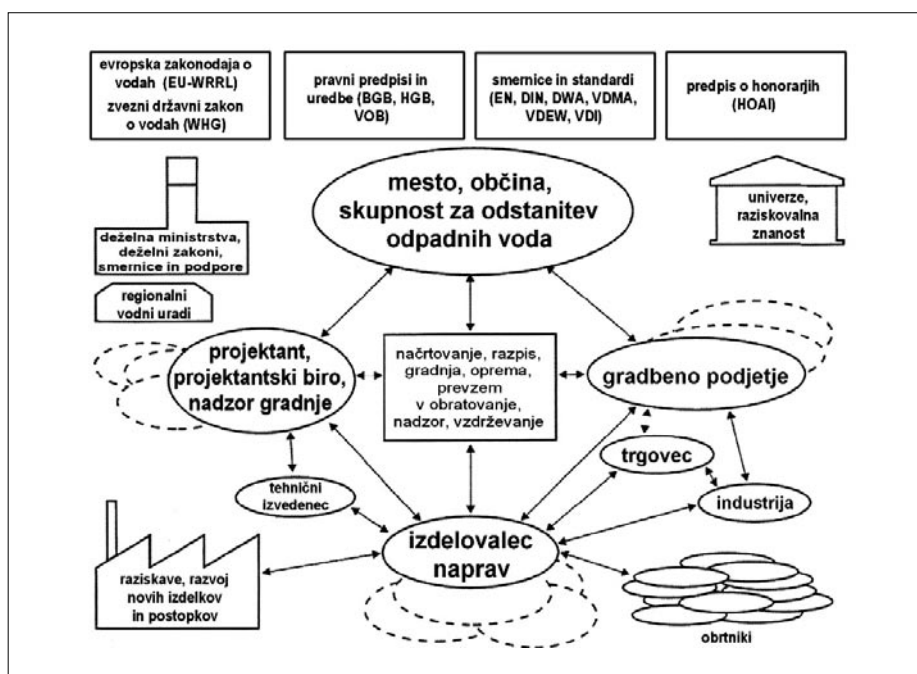 evropska zakonodaja o
vodah (EU-WRRL)
zvezni državni zakon
o vodah (WHG)
pravni predpisi in
uredbe (BGB, HGB,
VOB)
smernice in standardi
(EN, DIN, DWA, VDMA,
VDEW, VDI)
predpis o honorarjih
(HOAI)
mesto, občina,
skupnost za odstanitev
odpadnih voda
univerze,
raziskovalna
znanost
deželna ministrstva,
deželni zakoni,
smernice in podpore
regionalni
vodni uradi
projektant,
projektantski biro,
nadzor gradnje
načrtovanje, razpis,
gradnja, oprema,
prevzem
v obratovanje,
nadzor, vzdrževanje
gradbeno podjetje
trgovec
tehnični
izvedenec
industrija
izdelovalec
naprav
raziskave, razvoj
novih izdelkov
in postopkov
obrtniki